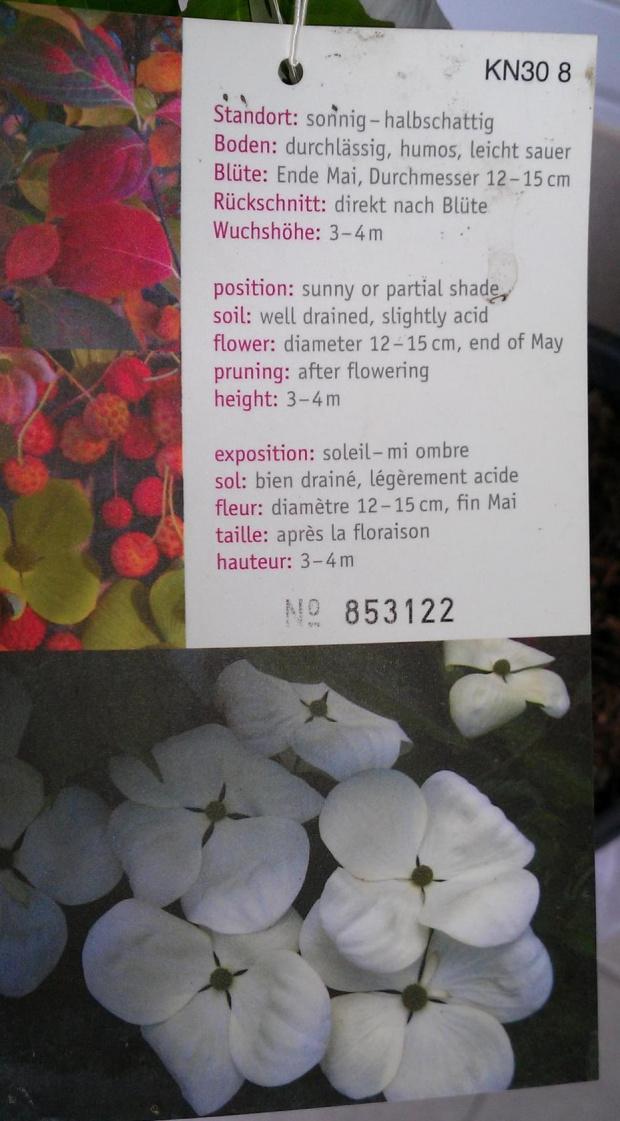 KN30 8
Standort: sonnig – halbschattig
Boden: durchlässig, humos, leicht sauer
Blüte: Ende Mai, Durchmesser 12 – 15 cm
Rückschnitt: direkt nach Blüte
Wuchshöhe: 3 – 4 m
position: sunny or partial shade
soil: well drained, slightly acid
flower: diameter 12 – 15 cm, end of May
pruning: after flowering
height: 3 – 4 m
exposition: soleil – mi ombre
sol: bien drainé, légèrement acide
fleur: diamètre 12 – 15 cm, fin Mai
taille: après la floraison
hauteur: 3 – 4 m
Nº 853122